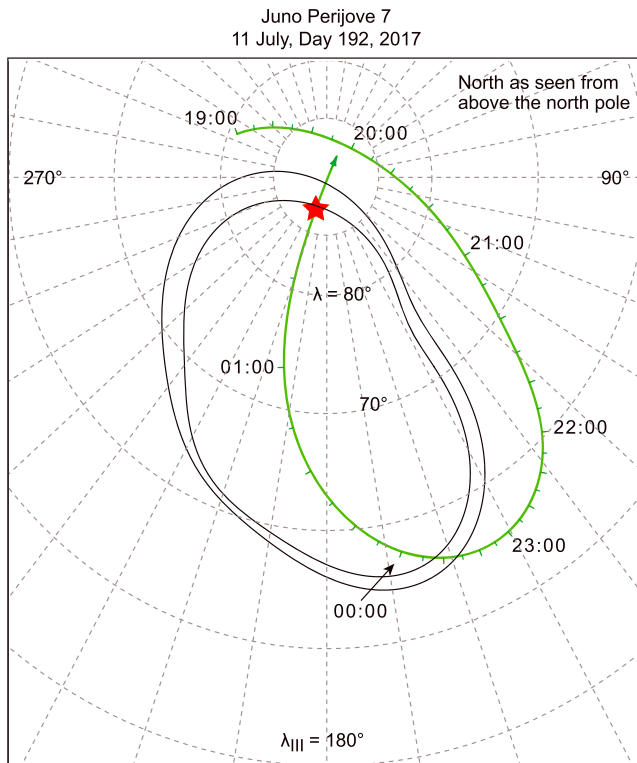 Juno Perijove 7
11 July, Day 192, 2017
North as seen from
above the north pole
19:00
20:00
270°
90°
21:00
λ = 80°
01:00
70°
22:00
23:00
00:00
λIII = 180°